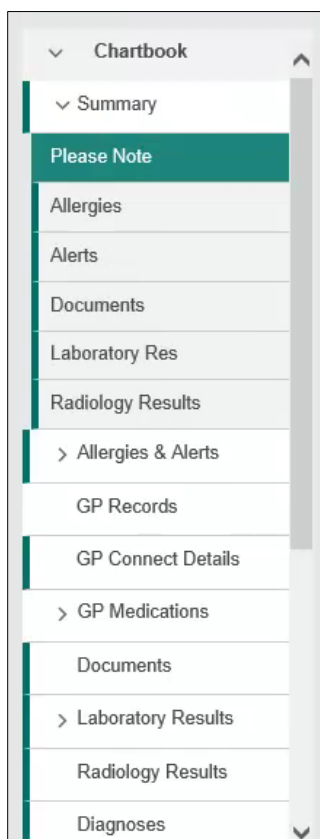 Chartbook
Summary
Please Note
Allergies
Alerts
Documents
Laboratory Res
Radiology Results
Allergies & Alerts
GP Records
GP Connect Details
GP Medications
Documents
Laboratory Results
Radiology Results
Diagnoses